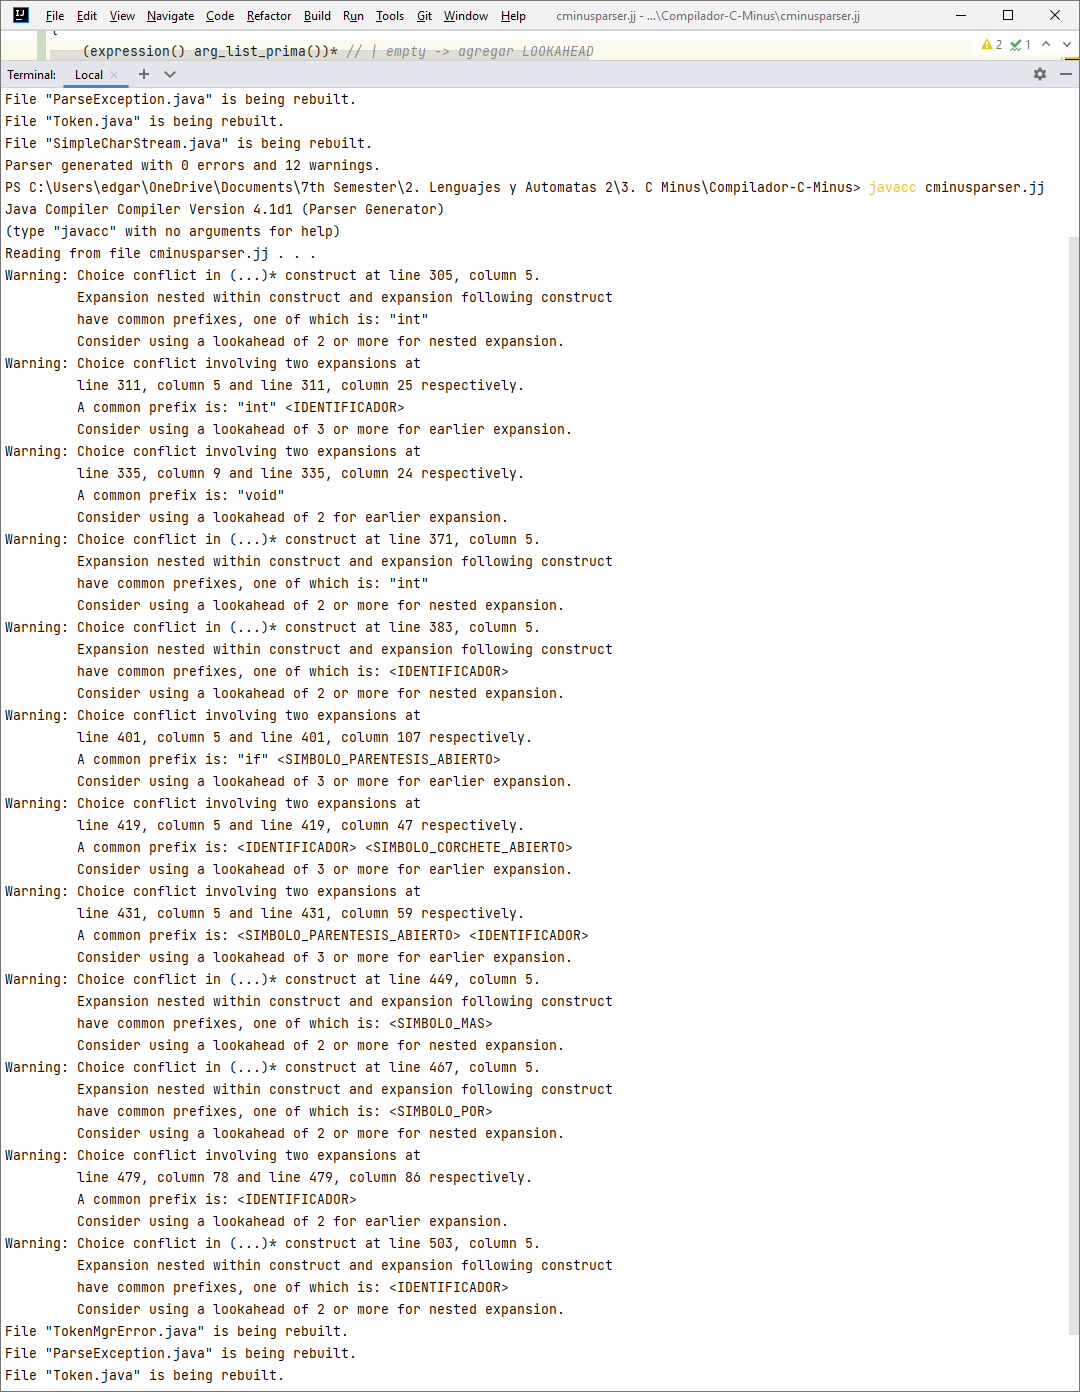 IJ File Edit View Navigate Code Refactor Build Run Tools Git Window Help cminusparser.jj - ...\Compilador-C-Minus\cminusparser.jj
{
(expression() arg_list_prima())* // | empty -> agregar LOOKAHEAD 2 1
Terminal: Local
File "ParseException.java" is being rebuilt.
File "Token.java" is being rebuilt.
File "SimpleCharStream.java" is being rebuilt.
Parser generated with 0 errors and 12 warnings.
PS C:\Users\edgar\OneDrive\Documents\7th Semester\2. Lenguajes y Automatas 2\3. C Minus\Compilador-C-Minus> javacc cminusparser.jj
Java Compiler Compiler Version 4.1d1 (Parser Generator)
(type "javacc" with no arguments for help)
Reading from file cminusparser.jj . . .
Warning: Choice conflict in (...)* construct at line 305, column 5.
Expansion nested within construct and expansion following construct
have common prefixes, one of which is: "int"
Consider using a lookahead of 2 or more for nested expansion.
Warning: Choice conflict involving two expansions at
line 311, column 5 and line 311, column 25 respectively.
A common prefix is: "int" <IDENTIFICADOR>
Consider using a lookahead of 3 or more for earlier expansion.
Warning: Choice conflict involving two expansions at
line 335, column 9 and line 335, column 24 respectively.
A common prefix is: "void"
Consider using a lookahead of 2 for earlier expansion.
Warning: Choice conflict in (...)* construct at line 371, column 5.
Expansion nested within construct and expansion following construct
have common prefixes, one of which is: "int"
Consider using a lookahead of 2 or more for nested expansion.
Warning: Choice conflict in (...)* construct at line 383, column 5.
Expansion nested within construct and expansion following construct
have common prefixes, one of which is: <IDENTIFICADOR>
Consider using a lookahead of 2 or more for nested expansion.
Warning: Choice conflict involving two expansions at
line 401, column 5 and line 401, column 107 respectively.
A common prefix is: "if" <SIMBOLO_PARENTESIS_ABIERTO>
Consider using a lookahead of 3 or more for earlier expansion.
Warning: Choice conflict involving two expansions at
line 419, column 5 and line 419, column 47 respectively.
A common prefix is: <IDENTIFICADOR> <SIMBOLO_CORCHETE_ABIERTO>
Consider using a lookahead of 3 or more for earlier expansion.
Warning: Choice conflict involving two expansions at
line 431, column 5 and line 431, column 59 respectively.
A common prefix is: <SIMBOLO_PARENTESIS_ABIERTO> <IDENTIFICADOR>
Consider using a lookahead of 3 or more for earlier expansion.
Warning: Choice conflict in (...)* construct at line 449, column 5.
Expansion nested within construct and expansion following construct
have common prefixes, one of which is: <SIMBOLO_MAS>
Consider using a lookahead of 2 or more for nested expansion.
Warning: Choice conflict in (...)* construct at line 467, column 5.
Expansion nested within construct and expansion following construct
have common prefixes, one of which is: <SIMBOLO_POR>
Consider using a lookahead of 2 or more for nested expansion.
Warning: Choice conflict involving two expansions at
line 479, column 78 and line 479, column 86 respectively.
A common prefix is: <IDENTIFICADOR>
Consider using a lookahead of 2 for earlier expansion.
Warning: Choice conflict in (...)* construct at line 503, column 5.
Expansion nested within construct and expansion following construct
have common prefixes, one of which is: <IDENTIFICADOR>
Consider using a lookahead of 2 or more for nested expansion.
File "TokenMgrError.java" is being rebuilt.
File "ParseException.java" is being rebuilt.
File "Token.java" is being rebuilt.